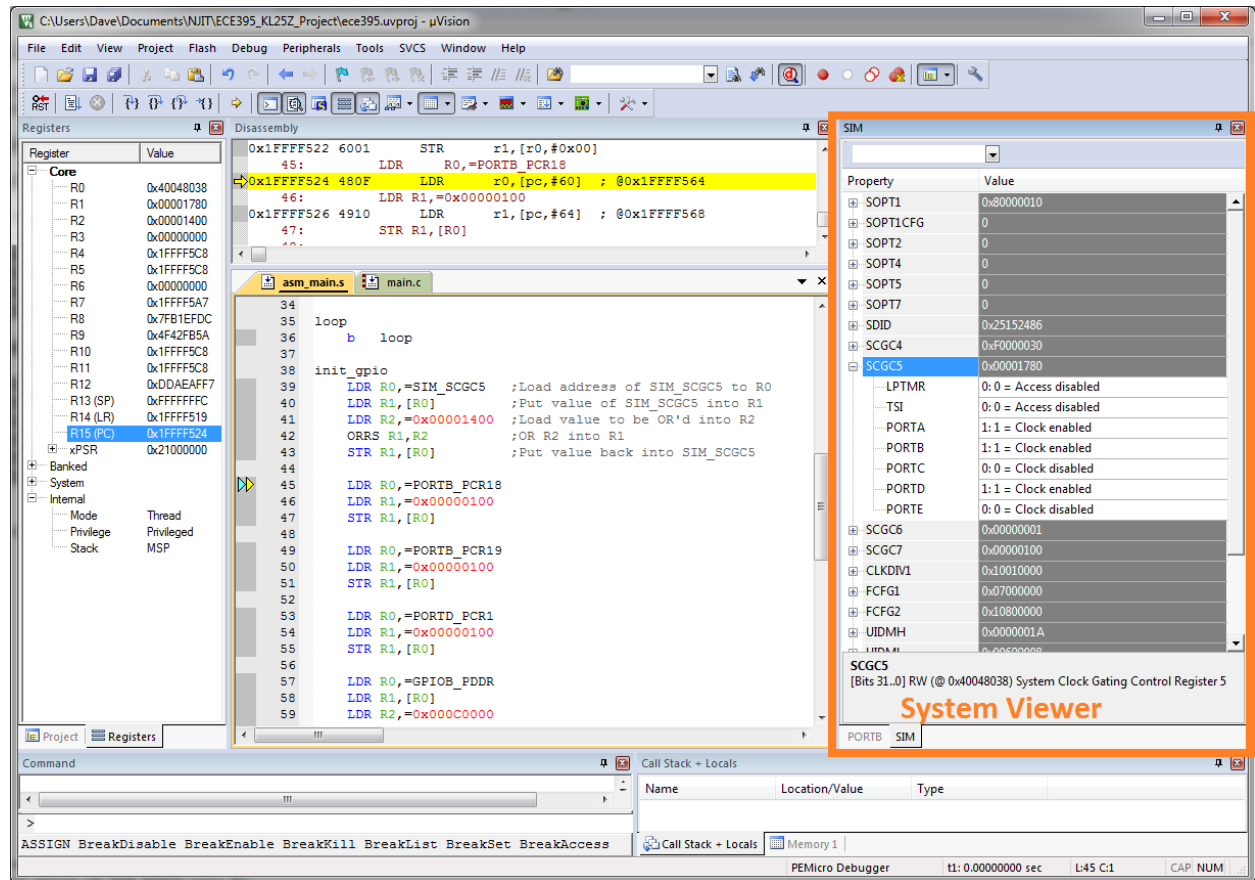 C:\Users\Dave\Documents\NJIT\ECE395_KL25Z_Project\ece395.uvproj - µVision
File Edit View Project Flash Debug Peripherals Tools SVCS Window Help
RST
Registers
Register Value
Core
R0 0x40048038
R1 0x00001780
R2 0x00001400
R3 0x00000000
R4 0x1FFFF5C8
R5 0x1FFFF5C8
R6 0x00000000
R7 0x1FFFF5A7
R8 0x7FB1EFDC
R9 0x4F42FB5A
R10 0x1FFFF5C8
R11 0x1FFFF5C8
R12 0xDDAEAFF7
R13 (SP) 0xFFFFFFFC
R14 (LR) 0x1FFFF519
R15 (PC) 0x1FFFF524
xPSR 0x21000000
Banked
System
Internal
Mode Thread
Privilege Privileged
Stack MSP
Project Registers
Disassembly
0x1FFFF522 6001 STR r1,[r0,#0x00]
45: LDR R0,=PORTB_PCR18
0x1FFFF524 480F LDR r0,[pc,#60] ; @0x1FFFF564
46: LDR R1,=0x00000100
0x1FFFF526 4910 LDR r1,[pc,#64] ; @0x1FFFF568
47: STR R1,[R0]
asm_main.s main.c
34
35 loop
36 b loop
37
38 init_gpio
39 LDR R0,=SIM_SCGC5 ;Load address of SIM_SCGC5 to R0
40 LDR R1,[R0] ;Put value of SIM_SCGC5 into R1
41 LDR R2,=0x00001400 ;Load value to be OR'd into R2
42 ORRS R1,R2 ;OR R2 into R1
43 STR R1,[R0] ;Put value back into SIM_SCGC5
44
45 LDR R0,=PORTB_PCR18
46 LDR R1,=0x00000100
47 STR R1,[R0]
48
49 LDR R0,=PORTB_PCR19
50 LDR R1,=0x00000100
51 STR R1,[R0]
52
53 LDR R0,=PORTD_PCR1
54 LDR R1,=0x00000100
55 STR R1,[R0]
56
57 LDR R0,=GPIOB_PDDR
58 LDR R1,[R0]
59 LDR R2,=0x000C0000
SIM
Property Value
SOPT1 0x80000010
SOPT1CFG 0
SOPT2 0
SOPT4 0
SOPT5 0
SOPT7 0
SDID 0x25152486
SCGC4 0xF0000030
SCGC5 0x00001780
LPTMR 0: 0 = Access disabled
TSI 0: 0 = Access disabled
PORTA 1: 1 = Clock enabled
PORTB 1: 1 = Clock enabled
PORTC 0: 0 = Clock disabled
PORTD 1: 1 = Clock enabled
PORTE 0: 0 = Clock disabled
SCGC6 0x00000001
SCGC7 0x00000100
CLKDIV1 0x10010000
FCFG1 0x07000000
FCFG2 0x10800000
UIDMH 0x0000001A
SCGC5
[Bits 31..0] RW (@ 0x40048038) System Clock Gating Control Register 5
System Viewer
PORTB SIM
Command
>
ASSIGN BreakDisable BreakEnable BreakKill BreakList BreakSet BreakAccess
Call Stack + Locals
Name Location/Value Type
Call Stack + Locals Memory 1
PEMicro Debugger t1: 0.00000000 sec L:45 C:1 CAP NUM